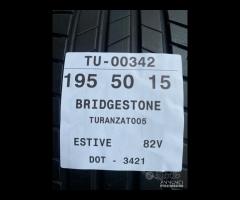 TU-00342
195 50 15
BRIDGESTONE
TURANZAT005
ESTIVE 82V
DOT - 3421